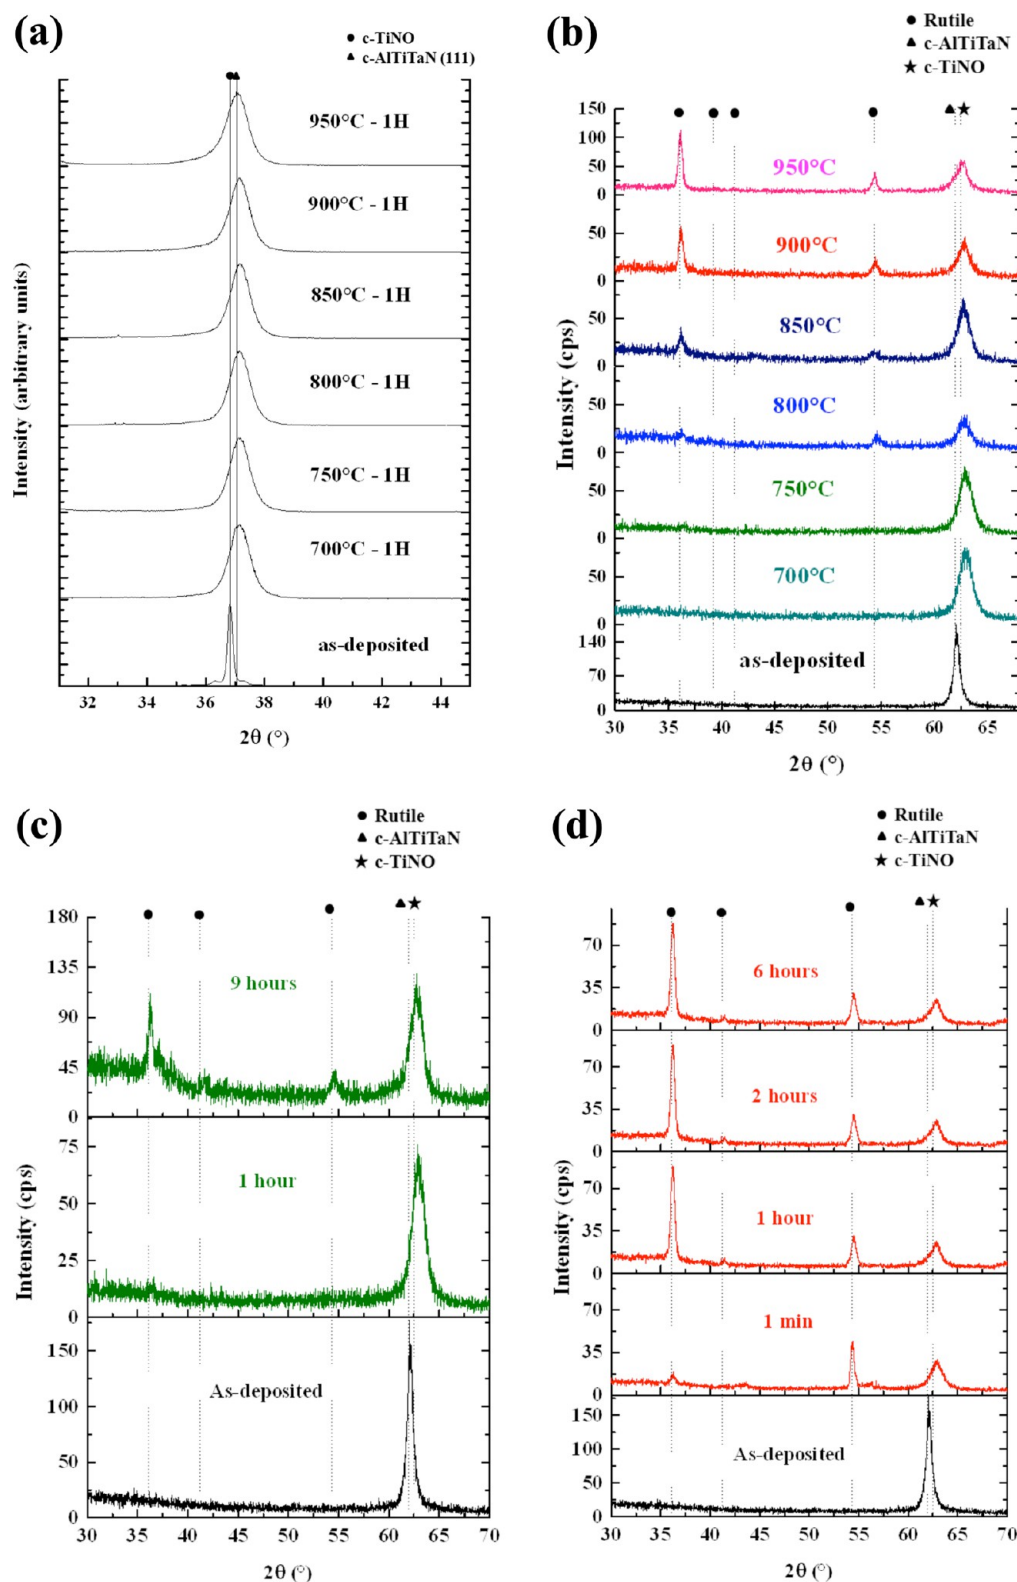 (a)
● c-TiNO
▲ c-AlTiTaN (111)
950°C - 1H
900°C - 1H
850°C - 1H
800°C - 1H
750°C - 1H
700°C - 1H
as-deposited
Intensity (arbitrary units)
32 34 36 38 40 42 44
2θ (°)
(b)
● Rutile
▲ c-AlTiTaN
★ c-TiNO
150
100
50
0
950°C
50
0
900°C
50
0
850°C
50
0
800°C
50
0
750°C
50
0
700°C
140
70
0
as-deposited
Intensity (cps)
30 35 40 45 50 55 60 65
2θ (°)
(c)
● Rutile
▲ c-AlTiTaN
★ c-TiNO
180
135
90
45
0
9 hours
75
50
25
0
1 hour
150
100
50
0
As-deposited
Intensity (cps)
30 35 40 45 50 55 60 65 70
2θ (°)
(d)
● Rutile
▲ c-AlTiTaN
★ c-TiNO
70
35
0
6 hours
70
35
0
2 hours
70
35
0
1 hour
70
35
0
1 min
150
100
50
0
As-deposited
Intensity (cps)
30 35 40 45 50 55 60 65 70
2θ (°)